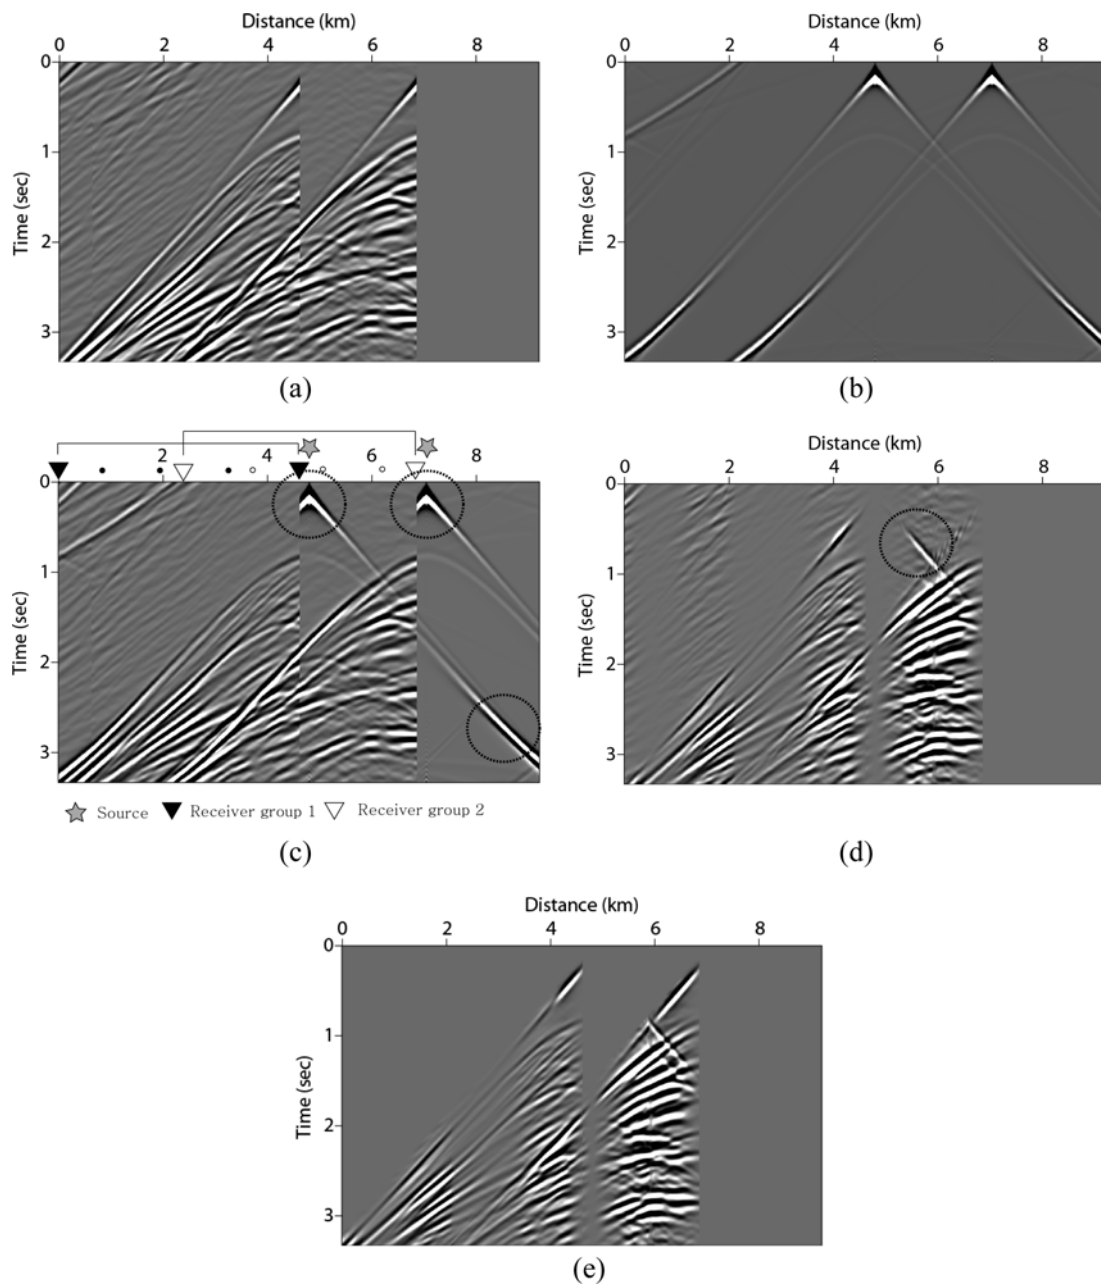 Distance (km)
0 2 4 6 8
Time (sec)
0
1
2
3
(a)
Distance (km)
0 2 4 6 8
Time (sec)
0
1
2
3
(b)
2 4 6 8
Time (sec)
0
1
2
3
Source Receiver group 1 Receiver group 2
(c)
Distance (km)
0 2 4 6 8
Time (sec)
0
1
2
3
(d)
Distance (km)
0 2 4 6 8
Time (sec)
0
1
2
3
(e)